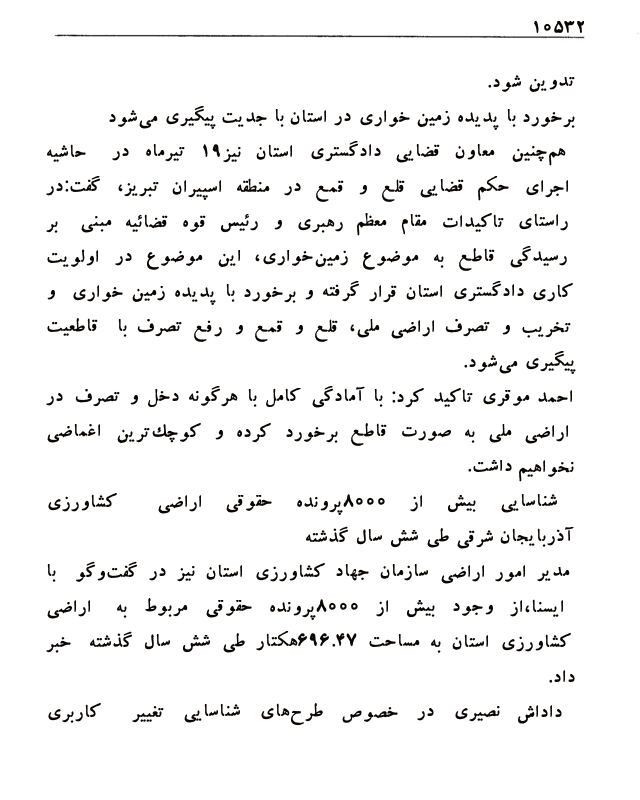 ۱۰۵۳۲
تدوین شود.
برخورد با پدیده زمین خواری در استان با جدیت پیگیری می‌شود
هم‌چنین معاون قضایی دادگستری استان نیز۱۹ تیرماه در حاشیه
اجرای حکم قضایی قلع و قمع در منطقه اسپیران تبریز، گفت:در
راستای تاکیدات مقام معظم رهبری و رئیس قوه قضائیه مبنی بر
رسیدگی قاطع به موضوع زمین‌خواری، این موضوع در اولویت
کاری دادگستری استان قرار گرفته و برخورد با پدیده زمین خواری و
تخریب و تصرف اراضی ملی، قلع و قمع و رفع تصرف با قاطعیت
پیگیری می‌شود.
احمد موقری تاکید کرد: با آمادگی کامل با هرگونه دخل و تصرف در
اراضی ملی به صورت قاطع برخورد کرده و کوچك‌ترین اغماضی
نخواهیم داشت.
شناسایی بیش از ۸۰۰۰پرونده حقوقی اراضی کشاورزی
آذربایجان شرقی طی شش سال گذشته
مدیر امور اراضی سازمان جهاد کشاورزی استان نیز در گفت‌وگو با
ایسنا،از وجود بیش از ۸۰۰۰پرونده حقوقی مربوط به اراضی
کشاورزی استان به مساحت ۶۹۶.۴۷هکتار طی شش سال گذشته خبر
داد.
داداش نصیری در خصوص طرح‌های شناسایی تغییر کاربری